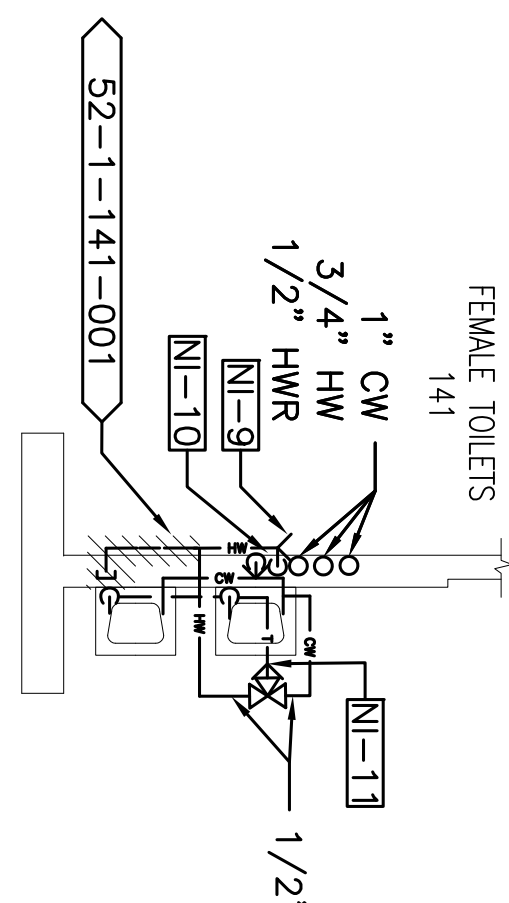 FEMALE TOILETS
141
1" CW
3/4" HW
1/2" HWR
NI-9
NI-10
52-1-141-001
HW
CW
HW
T
CW
NI-11
1/2"